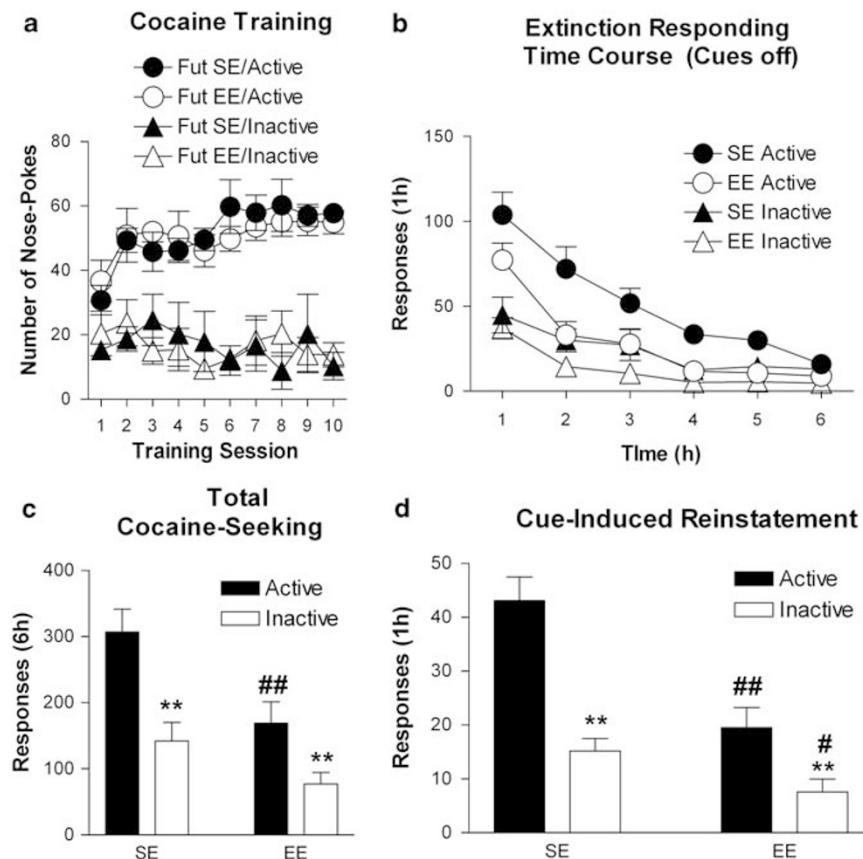 a
Cocaine Training
Fut SE/Active
Fut EE/Active
Fut SE/Inactive
Fut EE/Inactive
80
60
40
20
0
Number of Nose-Pokes
1 2 3 4 5 6 7 8 9 10
Training Session
b
Extinction Responding
Time Course (Cues off)
SE Active
EE Active
SE Inactive
EE Inactive
150
100
50
0
Responses (1h)
1 2 3 4 5 6
TIme (h)
c
Total
Cocaine-Seeking
Active
Inactive
400
300
200
100
0
Responses (6h)
**
##
**
SE EE
d
Cue-Induced Reinstatement
Active
Inactive
50
40
30
20
10
0
Responses (1h)
**
##
#
**
SE EE